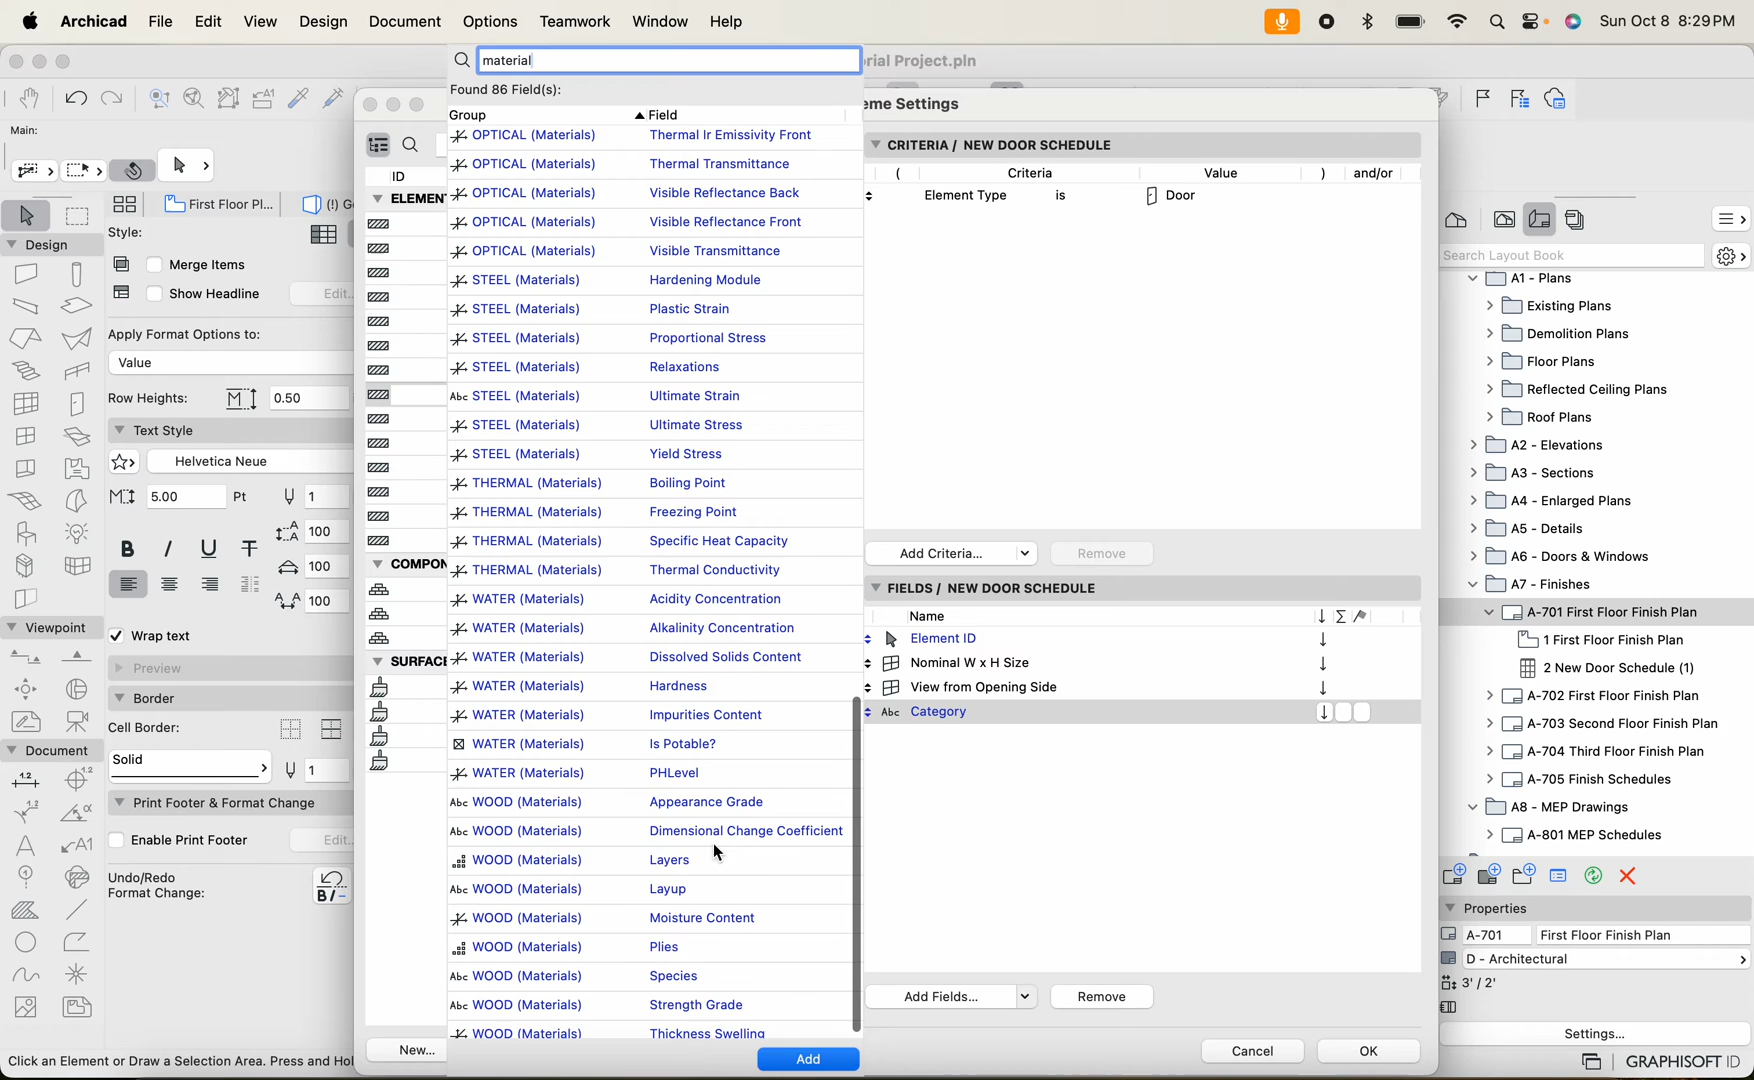 Archicad File Edit View Design Document Options Teamwork Window Help Sun Oct 8 8:29 PM
material
rial Project.pln
Found 86 Field(s):
eme Settings
Group Field
Main:
OPTICAL (Materials) Thermal Ir Emissivity Front
OPTICAL (Materials) Thermal Transmittance
OPTICAL (Materials) Visible Reflectance Back
OPTICAL (Materials) Visible Reflectance Front
OPTICAL (Materials) Visible Transmittance
STEEL (Materials) Hardening Module
STEEL (Materials) Plastic Strain
STEEL (Materials) Proportional Stress
STEEL (Materials) Relaxations
Abc STEEL (Materials) Ultimate Strain
STEEL (Materials) Ultimate Stress
STEEL (Materials) Yield Stress
THERMAL (Materials) Boiling Point
THERMAL (Materials) Freezing Point
THERMAL (Materials) Specific Heat Capacity
THERMAL (Materials) Thermal Conductivity
WATER (Materials) Acidity Concentration
WATER (Materials) Alkalinity Concentration
WATER (Materials) Dissolved Solids Content
WATER (Materials) Hardness
WATER (Materials) Impurities Content
WATER (Materials) Is Potable?
WATER (Materials) PHLevel
Abc WOOD (Materials) Appearance Grade
Abc WOOD (Materials) Dimensional Change Coefficient
WOOD (Materials) Layers
Abc WOOD (Materials) Layup
WOOD (Materials) Moisture Content
WOOD (Materials) Plies
Abc WOOD (Materials) Species
Abc WOOD (Materials) Strength Grade
WOOD (Materials) Thickness Swelling
Add
First Floor Pl... (!) G
Design
Viewpoint
Document
Style:
Merge Items
Show Headline Edit..
Apply Format Options to:
Value
Row Heights: 0.50
Text Style
Helvetica Neue
5.00 Pt 1
B I U T 100
100
100
Wrap text
Preview
Border
Cell Border:
Solid 1
Print Footer & Format Change
Enable Print Footer Edit..
Undo/Redo
Format Change:
Click an Element or Draw a Selection Area. Press and Hol
ID
ELEMEN
COMPON
SURFACE
New...
CRITERIA / NEW DOOR SCHEDULE
( Criteria Value ) and/or
Element Type is Door
Add Criteria... Remove
FIELDS / NEW DOOR SCHEDULE
Name
Element ID
Nominal W x H Size
View from Opening Side
Abc Category
Add Fields... Remove
Cancel OK
Search Layout Book
A1 - Plans
Existing Plans
Demolition Plans
Floor Plans
Reflected Ceiling Plans
Roof Plans
A2 - Elevations
A3 - Sections
A4 - Enlarged Plans
A5 - Details
A6 - Doors & Windows
A7 - Finishes
A-701 First Floor Finish Plan
1 First Floor Finish Plan
2 New Door Schedule (1)
A-702 First Floor Finish Plan
A-703 Second Floor Finish Plan
A-704 Third Floor Finish Plan
A-705 Finish Schedules
A8 - MEP Drawings
A-801 MEP Schedules
Properties
A-701 First Floor Finish Plan
D - Architectural
3' / 2'
Settings...
GRAPHISOFT ID